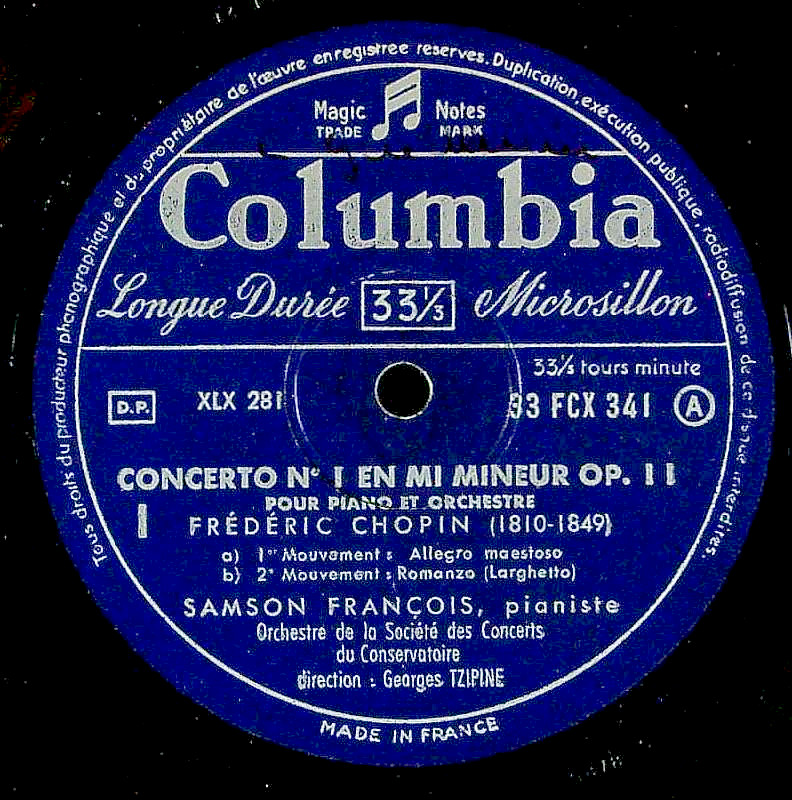 Tous droits du producteur phonographique et du propriétaire de l'œuvre enregistrée réservés. Duplication, exécution publique, radiodiffusion de ce disque interdites.
Magic Notes
TRADE MARK
Columbia
Longue Durée 33⅓ Microsillon
33⅓ tours minute
D.P. XLX 281 33 FCX 341 A
CONCERTO N° 1 EN MI MINEUR OP. 11
POUR PIANO ET ORCHESTRE
I FRÉDÉRIC CHOPIN (1810-1849)
a) 1er Mouvement : Allegro maestoso
b) 2e Mouvement : Romanza (Larghetto)
SAMSON FRANÇOIS, pianiste
Orchestre de la Société des Concerts
du Conservatoire
direction : Georges TZIPINE
MADE IN FRANCE